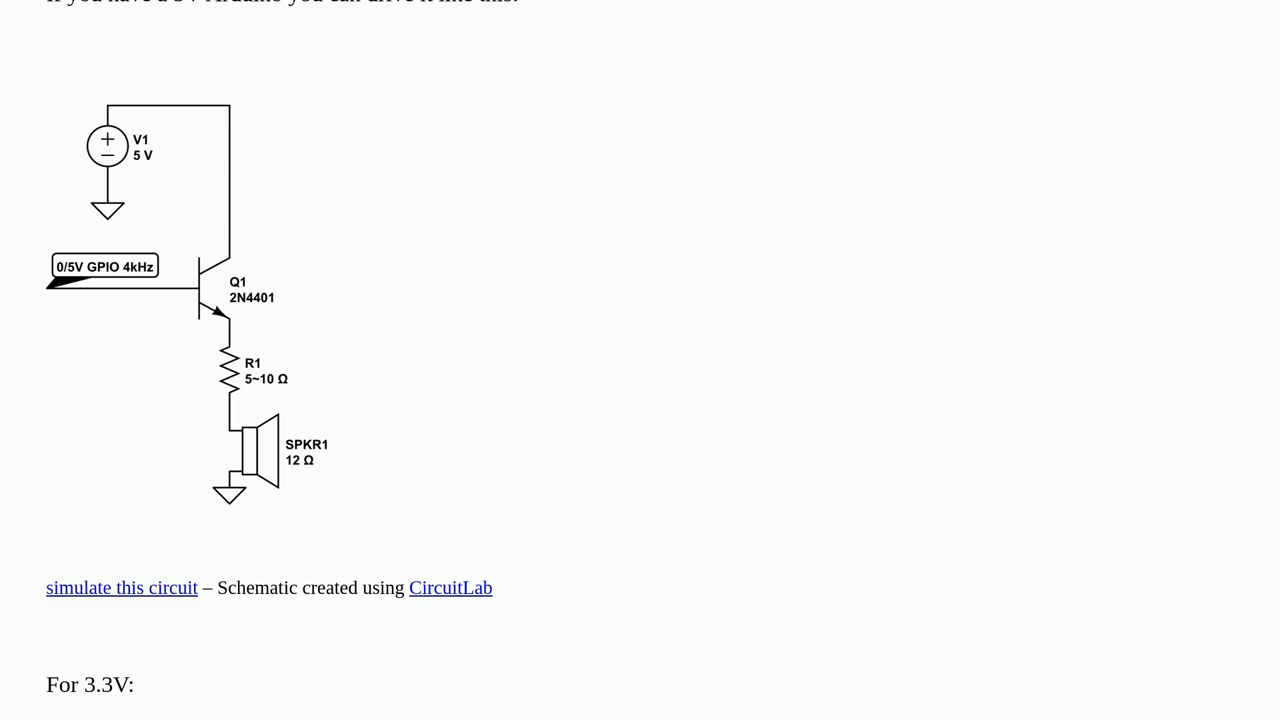 V1
5 V
0/5V GPIO 4kHz
Q1
2N4401
R1
5~10 Ω
SPKR1
12 Ω
simulate this circuit – Schematic created using CircuitLab
For 3.3V: